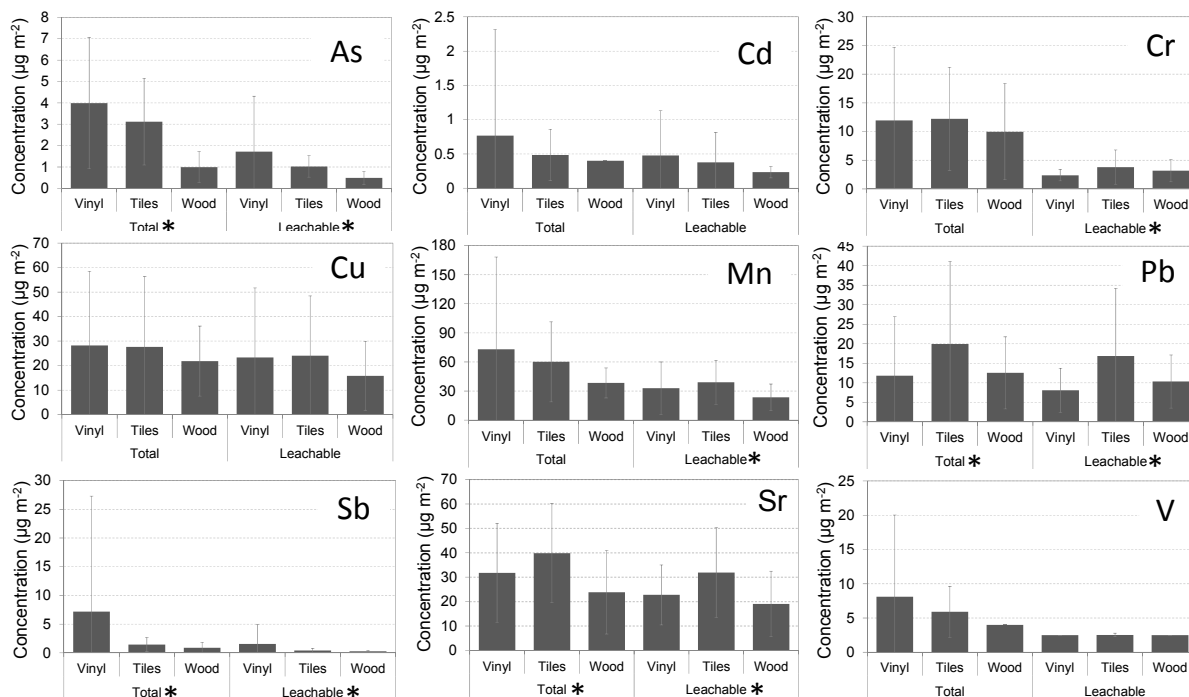 As
Concentration (µg m⁻²)
8
7
6
5
4
3
2
1
0
Vinyl Tiles Wood Vinyl Tiles Wood
Total * Leachable *
Cd
Concentration (µg m⁻²)
2.5
2
1.5
1
0.5
0
Vinyl Tiles Wood Vinyl Tiles Wood
Total Leachable
Cr
Concentration (µg m⁻²)
30
25
20
15
10
5
0
Vinyl Tiles Wood Vinyl Tiles Wood
Total Leachable *
Cu
Concentration (µg m⁻²)
70
60
50
40
30
20
10
0
Vinyl Tiles Wood Vinyl Tiles Wood
Total Leachable
Mn
Concentration (µg m⁻²)
180
150
120
90
60
30
0
Vinyl Tiles Wood Vinyl Tiles Wood
Total Leachable *
Pb
Concentration (µg m⁻²)
45
40
35
30
25
20
15
10
5
0
Vinyl Tiles Wood Vinyl Tiles Wood
Total * Leachable *
Sb
Concentration (µg m⁻²)
30
25
20
15
10
5
0
Vinyl Tiles Wood Vinyl Tiles Wood
Total * Leachable *
Sr
Concentration (µg m⁻²)
70
60
50
40
30
20
10
0
Vinyl Tiles Wood Vinyl Tiles Wood
Total * Leachable *
V
Concentration (µg m⁻²)
25
20
15
10
5
0
Vinyl Tiles Wood Vinyl Tiles Wood
Total Leachable